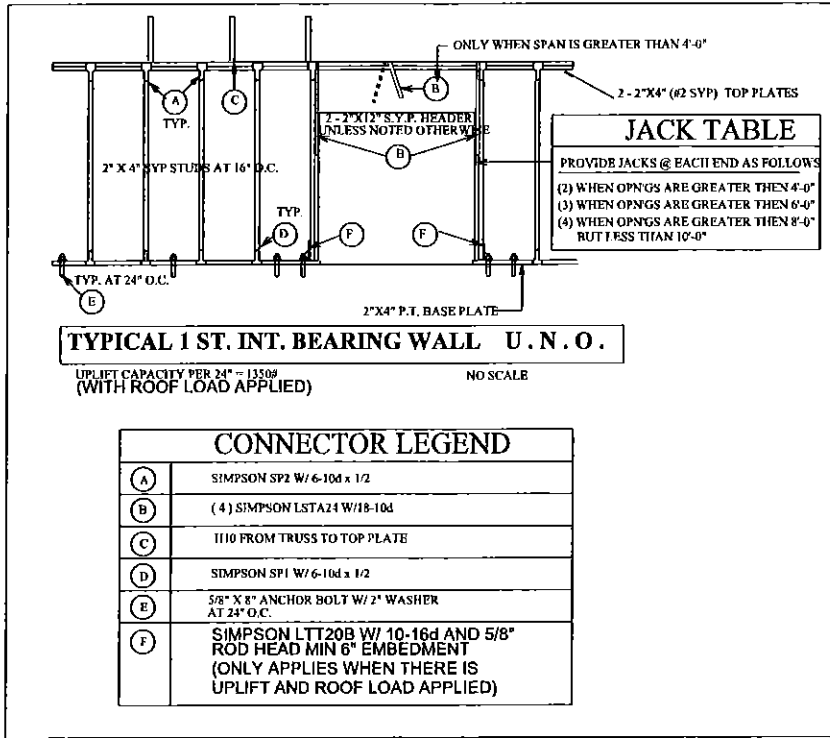 ONLY WHEN SPAN IS GREATER THAN 4'-0"
B
A
TYP.
C
2 - 2"X4" (#2 SYP) TOP PLATES
2 - 2"X12" S.Y.P. HEADER
UNLESS NOTED OTHERWISE
B
2" X 4" SYP STUDS AT 16" O.C.
JACK TABLE
PROVIDE JACKS @ EACH END AS FOLLOWS
(2) WHEN OPN'GS ARE GREATER THEN 4'-0"
(3) WHEN OPN'GS ARE GREATER THEN 6'-0"
(4) WHEN OPN'GS ARE GREATER THEN 8'-0"
BUT LESS THAN 10'-0"
TYP.
D
F
F
TYP. AT 24" O.C.
E
2"X4" P.T. BASE PLATE
TYPICAL 1 ST. INT. BEARING WALL U.N.O.
UPLIFT CAPACITY PER 24" = 1350#
(WITH ROOF LOAD APPLIED)
NO SCALE
CONNECTOR LEGEND
A SIMPSON SP2 W/ 6-10d x 1/2
B (4) SIMPSON LSTA24 W/18-10d
C H10 FROM TRUSS TO TOP PLATE
D SIMPSON SP1 W/ 6-10d x 1/2
E 5/8" X 8" ANCHOR BOLT W/ 2" WASHER
AT 24" O.C.
F SIMPSON LTT20B W/ 10-16d AND 5/8"
ROD HEAD MIN 6" EMBEDMENT
(ONLY APPLIES WHEN THERE IS
UPLIFT AND ROOF LOAD APPLIED)